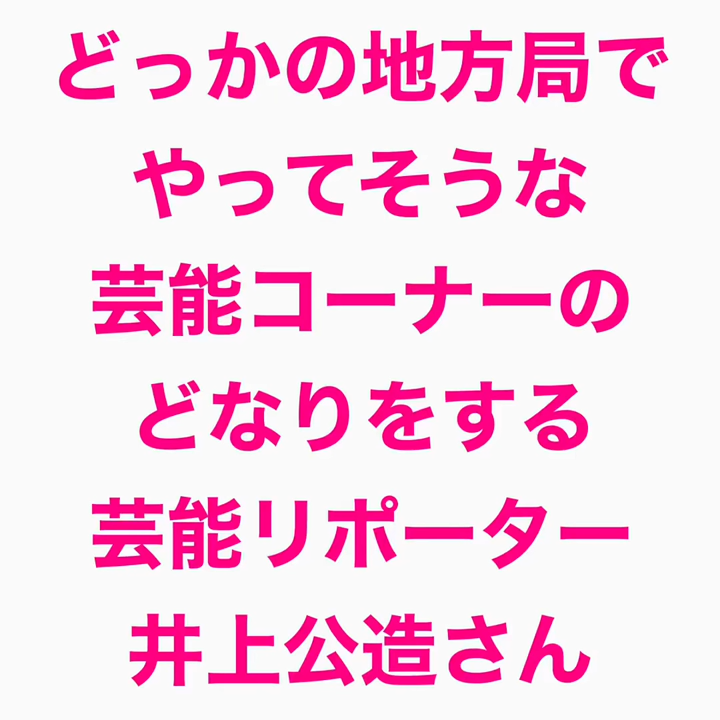 どっかの地方局で
やってそうな
芸能コーナーの
どなりをする
芸能リポーター
井上公造さん